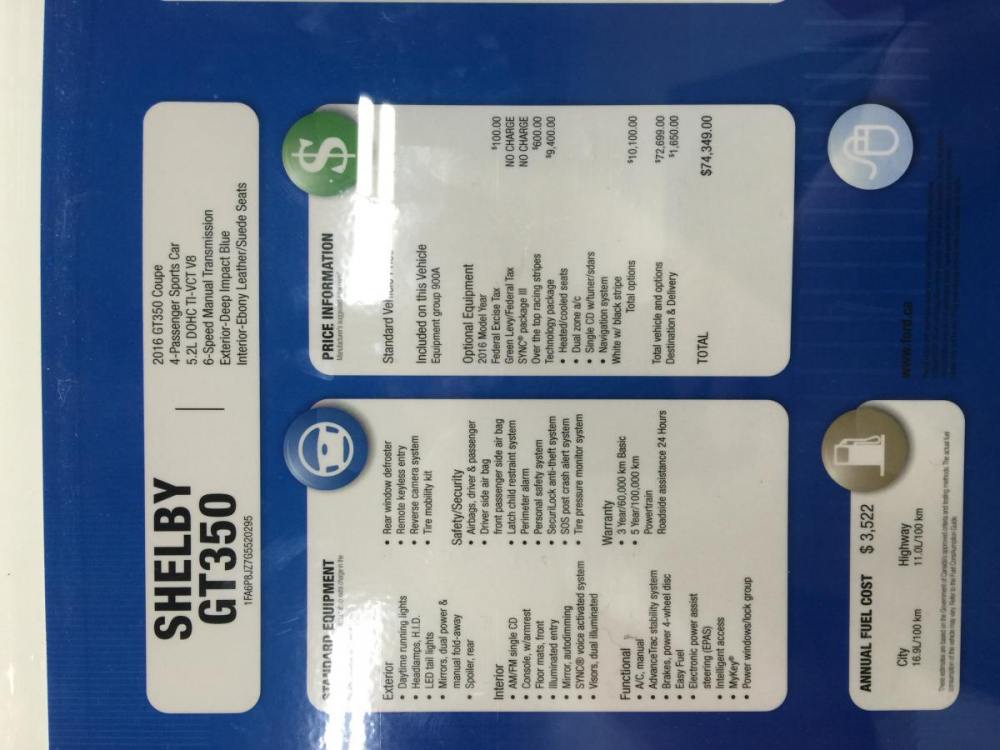 SHELBY
GT350
1FA6P8JZ7G5520295
2016 GT350 Coupe
4-Passenger Sports Car
5.2L DOHC TI-VCT V8
6-Speed Manual Transmission
Exterior-Deep Impact Blue
Interior-Ebony Leather/Suede Seats
STANDARD EQUIPMENT
Exterior
• Daytime running lights
• Headlamps, H.I.D.
• LED tail lights
• Mirrors, dual power &
manual fold-away
• Spoiler, rear
Interior
• AM/FM single CD
• Console, w/armrest
• Floor mats, front
• Illuminated entry
• Mirror, autodimming
• SYNC® voice activated system
• Visors, dual illuminated
Functional
• A/C, manual
• AdvanceTrac stability system
• Brakes, power 4-wheel disc
• Easy Fuel
• Electronic power assist
steering (EPAS)
• Intelligent access
• MyKey®
• Power windows/lock group
• Rear window defroster
• Remote keyless entry
• Reverse camera system
• Tire mobility kit
Safety/Security
• Airbags, driver & passenger
• Driver side air bag
front passenger side air bag
• Latch child restraint system
• Perimeter alarm
• Personal safety system
• SecuriLock anti-theft system
• SOS post crash alert system
• Tire pressure monitor system
Warranty
• 3 Year/60,000 km Basic
• 5 Year/100,000 km
Powertrain
Roadside assistance 24 Hours
PRICE INFORMATION
Manufacturer's suggested
Standard
Included on this Vehicle
Equipment group 900A
Optional Equipment
2016 Model Year
Federal Excise Tax $100.00
Green Levy/Federal Tax NO CHARGE
SYNC® package III NO CHARGE
Over the top racing stripes $600.00
Technology package $9,400.00
• Heated/cooled seats
• Dual zone a/c
• Single CD w/tuner/sdars
• Navigation system
White w/ black stripe
Total options $10,100.00
Total vehicle and options $72,699.00
Destination & Delivery $1,650.00
TOTAL $74,349.00
ANNUAL FUEL COST $ 3,522
City Highway
16.9L/100 km 11.0L/100 km
www.ford.ca